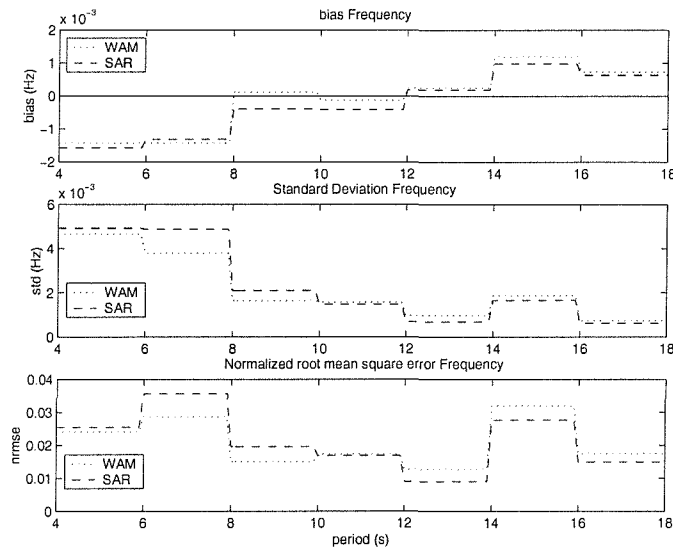 bias Frequency
x 10⁻³
2
1
0
−1
−2
bias (Hz)
WAM
SAR
4 6 8 10 12 14 16 18
Standard Deviation Frequency
x 10⁻³
6
4
2
0
std (Hz)
WAM
SAR
4 6 8 10 12 14 16 18
Normalized root mean square error Frequency
0.04
0.03
0.02
0.01
0
nrmse
WAM
SAR
4 6 8 10 12 14 16 18
period (s)